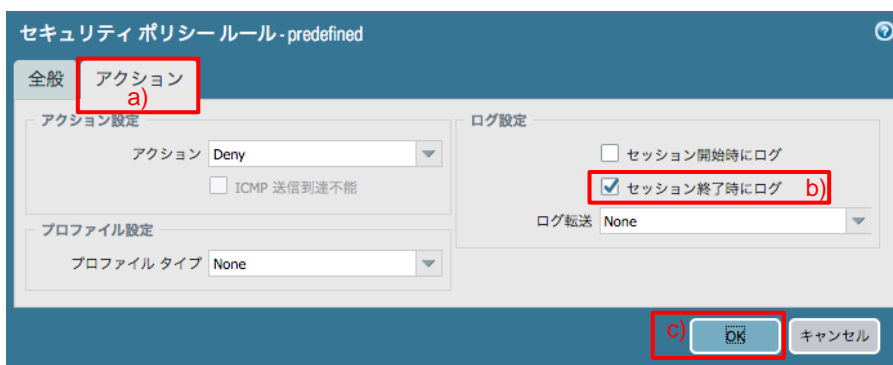 セキュリティ ポリシー ルール - predefined
全般
アクション
a)
アクション設定
アクション Deny
ICMP 送信到達不能
プロファイル設定
プロファイル タイプ None
ログ設定
セッション開始時にログ
セッション終了時にログ b)
ログ転送 None
c) OK
キャンセル